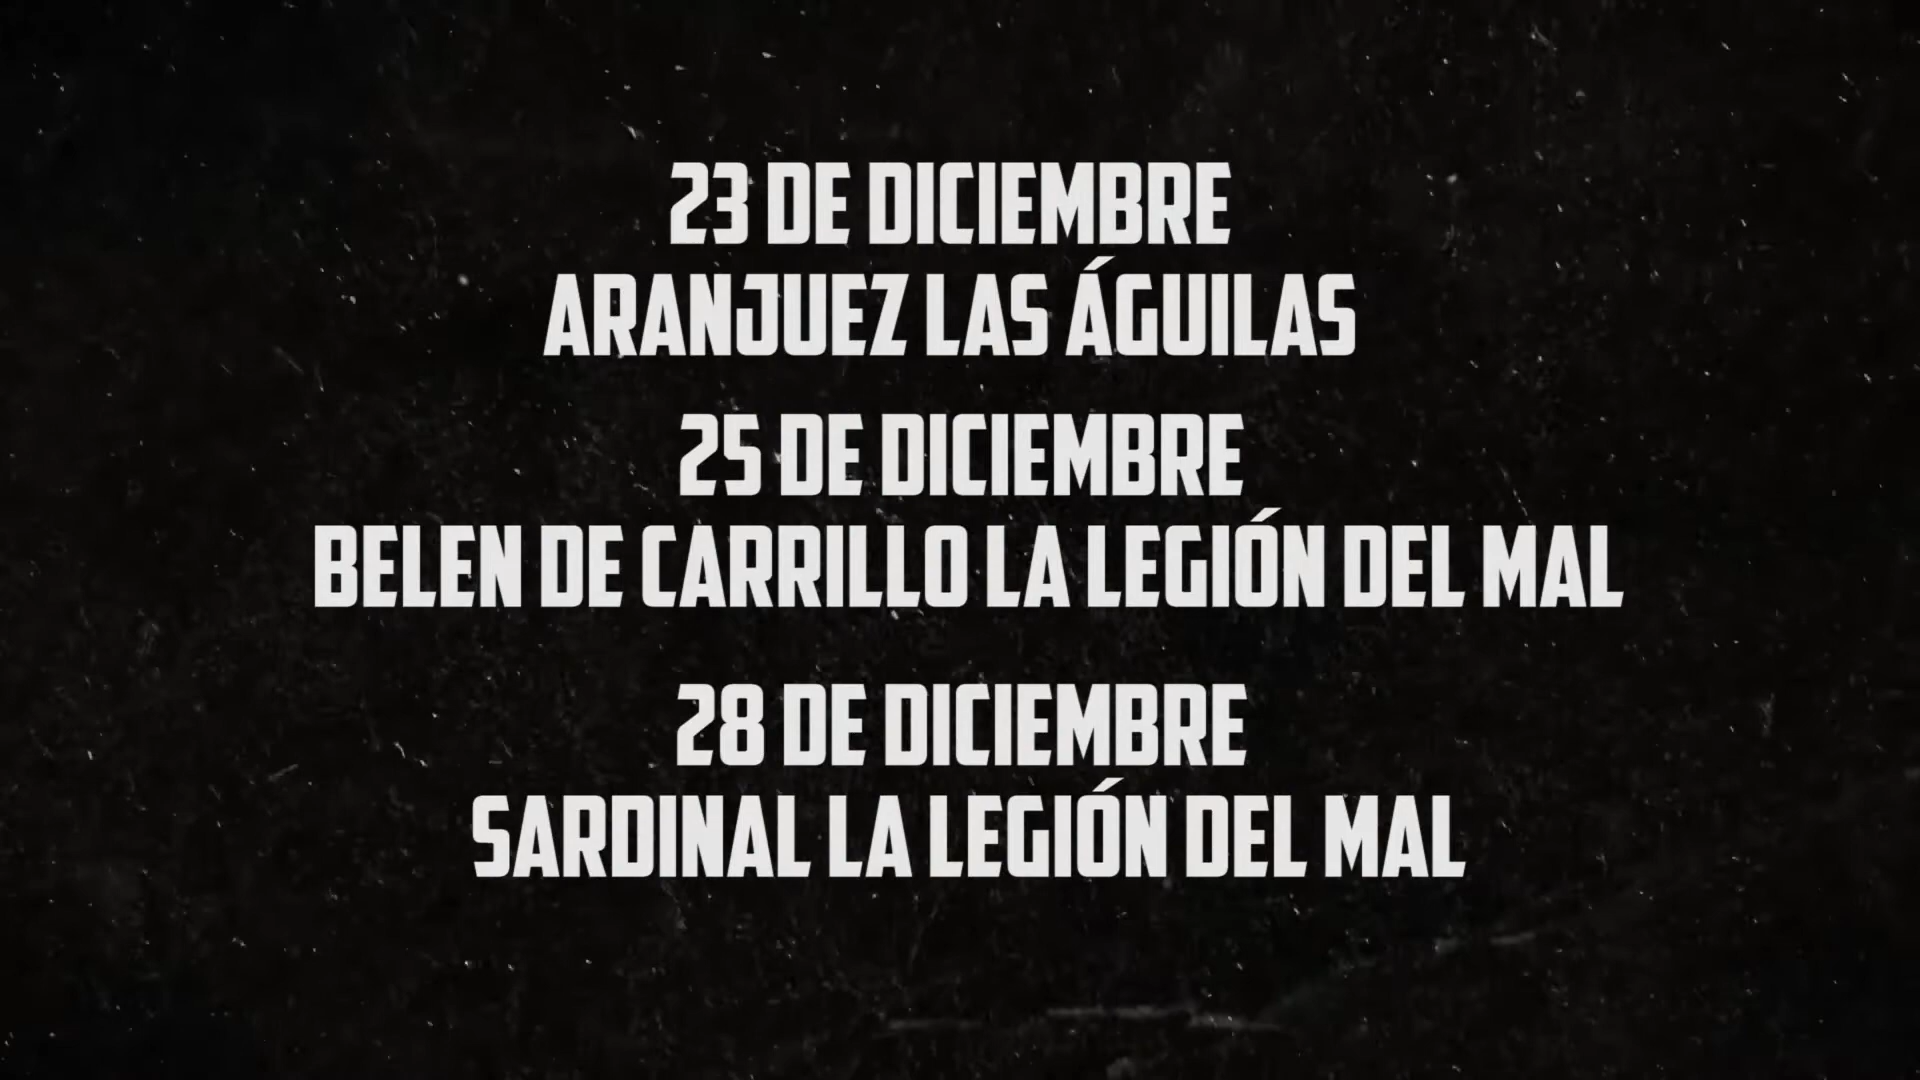 23 DE DICIEMBRE
ARANJUEZ LAS ÁGUILAS
25 DE DICIEMBRE
BELEN DE CARRILLO LA LEGIÓN DEL MAL
28 DE DICIEMBRE
SARDINAL LA LEGIÓN DEL MAL